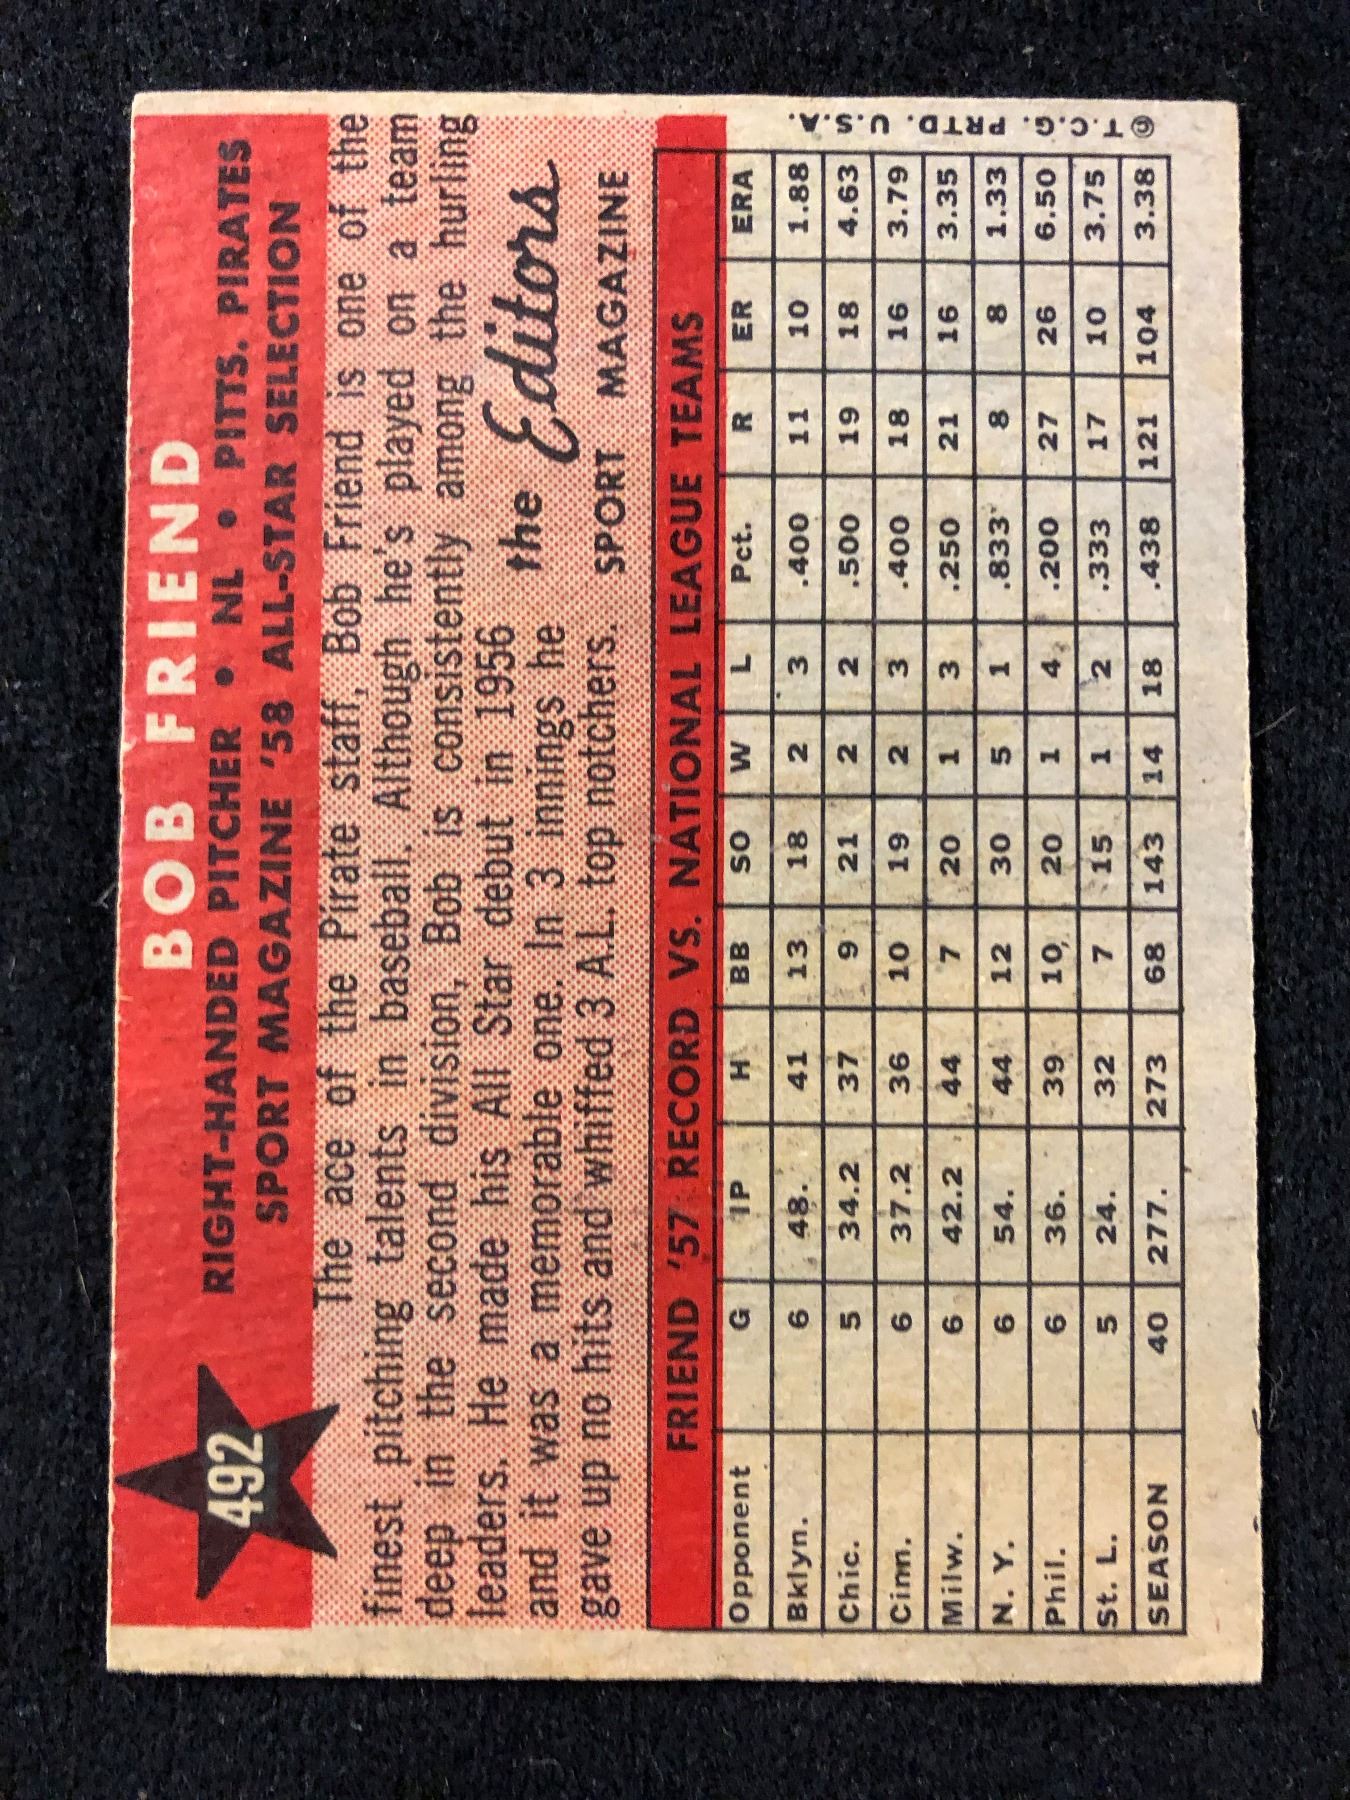 492
BOB FRIEND
RIGHT-HANDED PITCHER • NL • PITTS. PIRATES
SPORT MAGAZINE '58 ALL-STAR SELECTION
The ace of the Pirate staff, Bob Friend is one of the
finest pitching talents in baseball. Although he's played on a team
deep in the second division, Bob is consistently among the hurling
leaders. He made his All Star debut in 1956
and it was a memorable one. In 3 innings he
gave up no hits and whiffed 3 A.L. top notchers.
the Editors
SPORT MAGAZINE
FRIEND '57 RECORD VS. NATIONAL LEAGUE TEAMS
Opponent G IP H BB SO W L Pct. R ER ERA
Bklyn. 6 48. 41 13 18 2 3 .400 11 10 1.88
Chic. 5 34.2 37 9 21 2 2 .500 19 18 4.63
Cinn. 6 37.2 36 10 19 2 3 .400 18 16 3.79
Milw. 6 42.2 44 7 20 1 3 .250 21 16 3.35
N. Y. 6 54. 44 12 30 5 1 .833 8 8 1.33
Phil. 6 36. 39 10 20 1 4 .200 27 26 6.50
St. L. 5 24. 32 7 15 1 2 .333 17 10 3.75
SEASON 40 277. 273 68 143 14 18 .438 121 104 3.38
© T.C.G. PRTD. U.S.A.